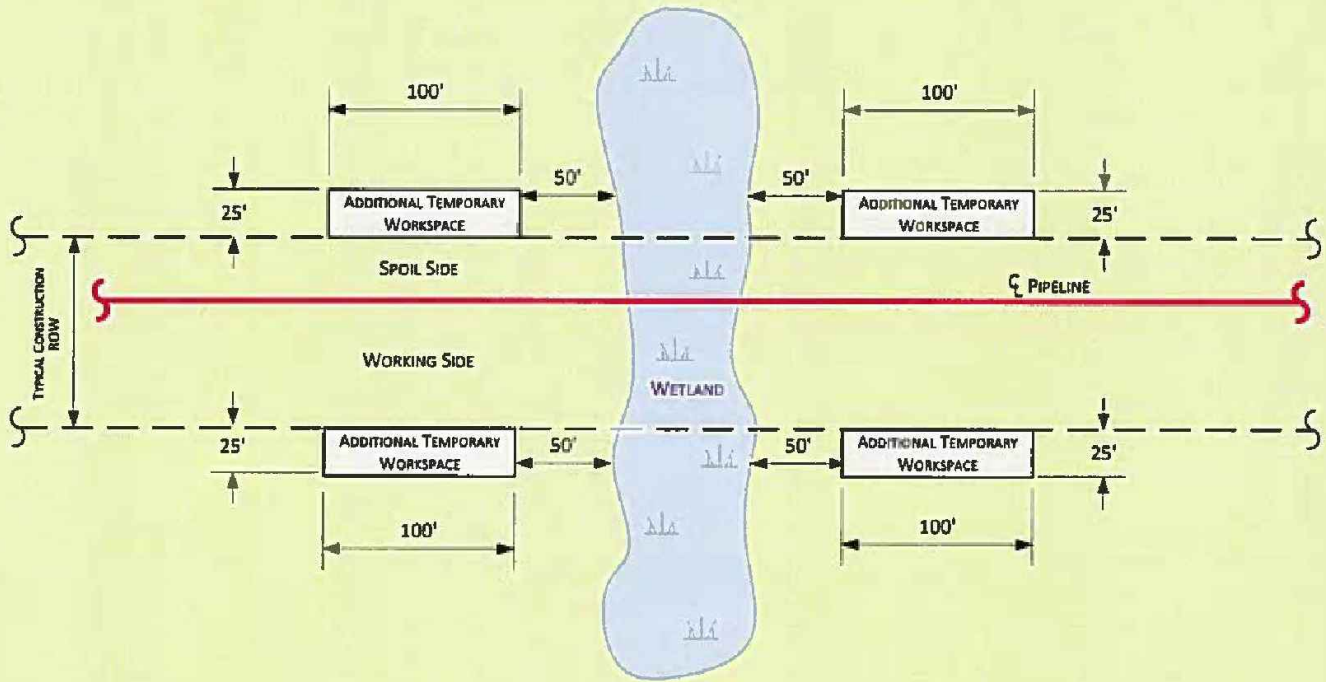 100'
100'
50'
50'
25'
ADDITIONAL TEMPORARY
WORKSPACE
ADDITIONAL TEMPORARY
WORKSPACE
25'
SPOIL SIDE
℄ PIPELINE
TYPICAL CONSTRUCTION
ROW
WORKING SIDE
WETLAND
25'
ADDITIONAL TEMPORARY
WORKSPACE
50'
50'
ADDITIONAL TEMPORARY
WORKSPACE
25'
100'
100'